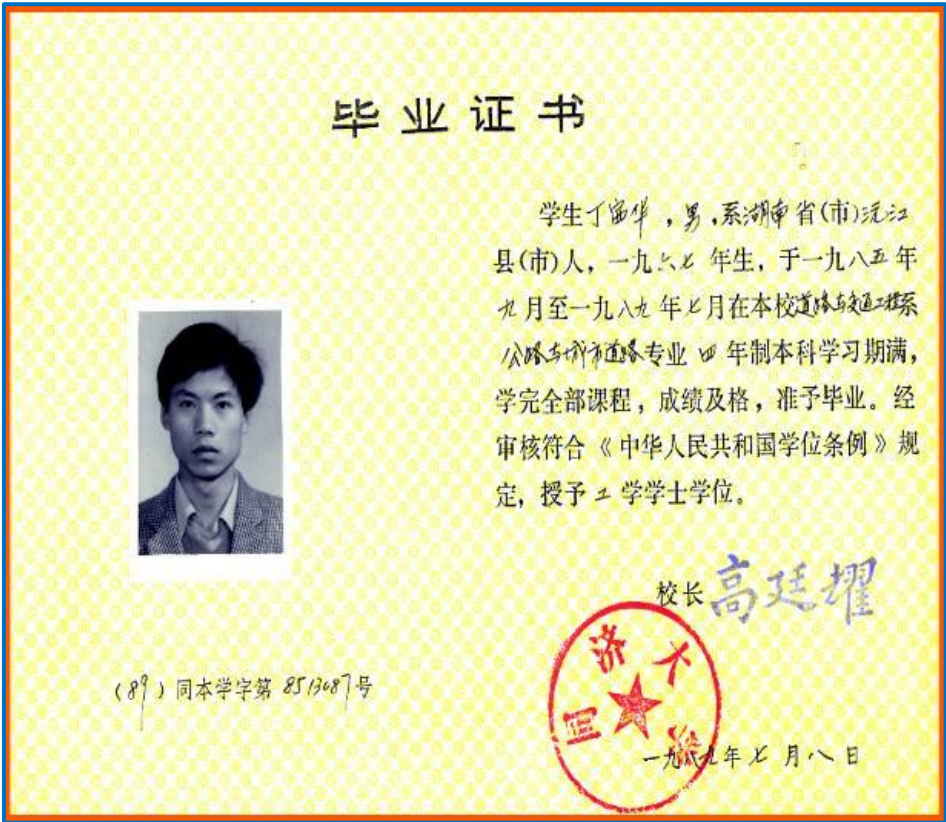 毕业证书
学生丁富华，男，系湖南省(市)沅江
县(市)人，一九六七年生，于一九八五年
九月至一九八九年七月在本校道路与交通工程系
公路与城市道路专业四年制本科学习期满，
学完全部课程，成绩及格，准予毕业。经
审核符合《中华人民共和国学位条例》规
定，授予工学学士学位。
校长 高廷耀
同济大学
(89)同本学字第8513087号
一九八九年七月八日